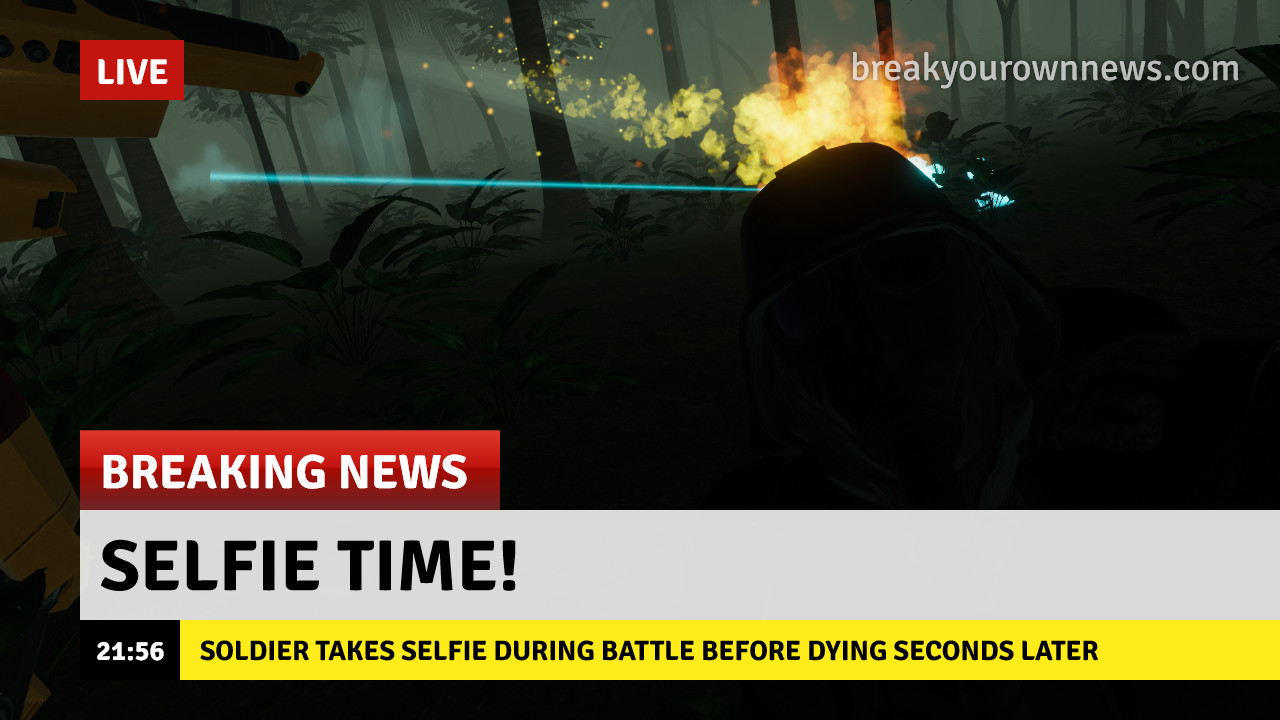 LIVE
breakyourownnews.com
BREAKING NEWS
SELFIE TIME!
21:56
SOLDIER TAKES SELFIE DURING BATTLE BEFORE DYING SECONDS LATER